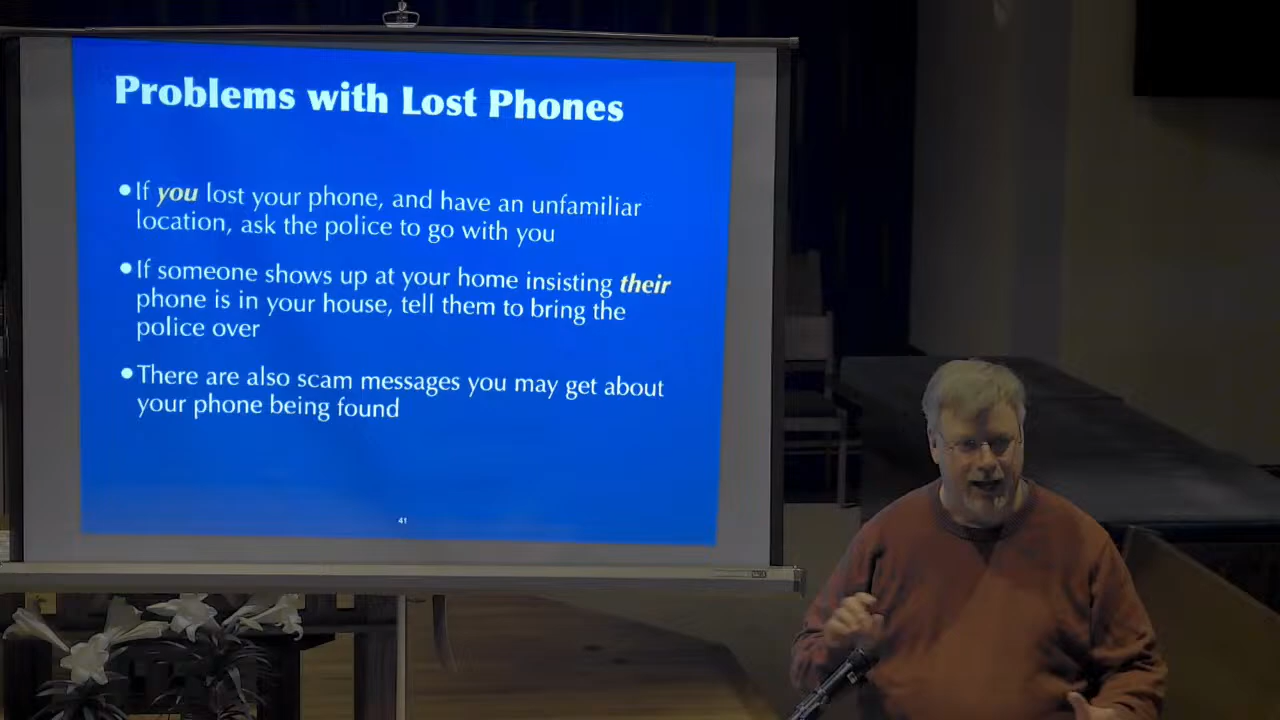 Problems with Lost Phones
•If you lost your phone, and have an unfamiliar
location, ask the police to go with you
•If someone shows up at your home insisting their
phone is in your house, tell them to bring the
police over
•There are also scam messages you may get about
your phone being found
41